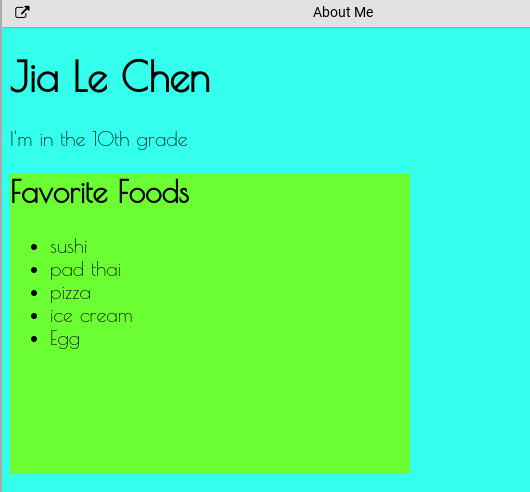 About Me
Jia Le Chen
I'm in the 10th grade
Favorite Foods
sushi
pad thai
pizza
ice cream
Egg